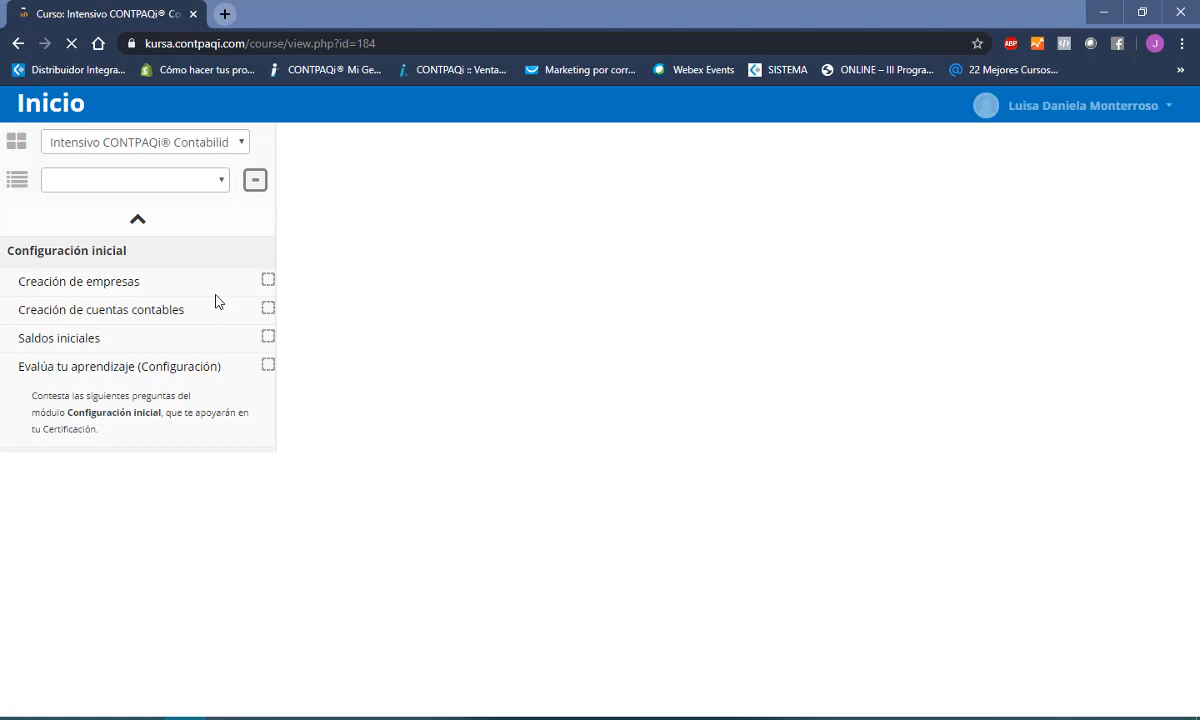 Curso: Intensivo CONTPAQi® Co
kursa.contpaqi.com/course/view.php?id=184
ABP
J
Distribuidor Integra...
Cómo hacer tus pro...
CONTPAQi® Mi Ge...
CONTPAQi :: Venta...
Marketing por corr...
Webex Events
SISTEMA
ONLINE – III Progra...
22 Mejores Cursos...
»
Inicio
Luisa Daniela Monterroso
Intensivo CONTPAQi® Contabilid
Configuración inicial
Creación de empresas
Creación de cuentas contables
Saldos iniciales
Evalúa tu aprendizaje (Configuración)
Contesta las siguientes preguntas del
módulo Configuración inicial, que te apoyarán en
tu Certificación.